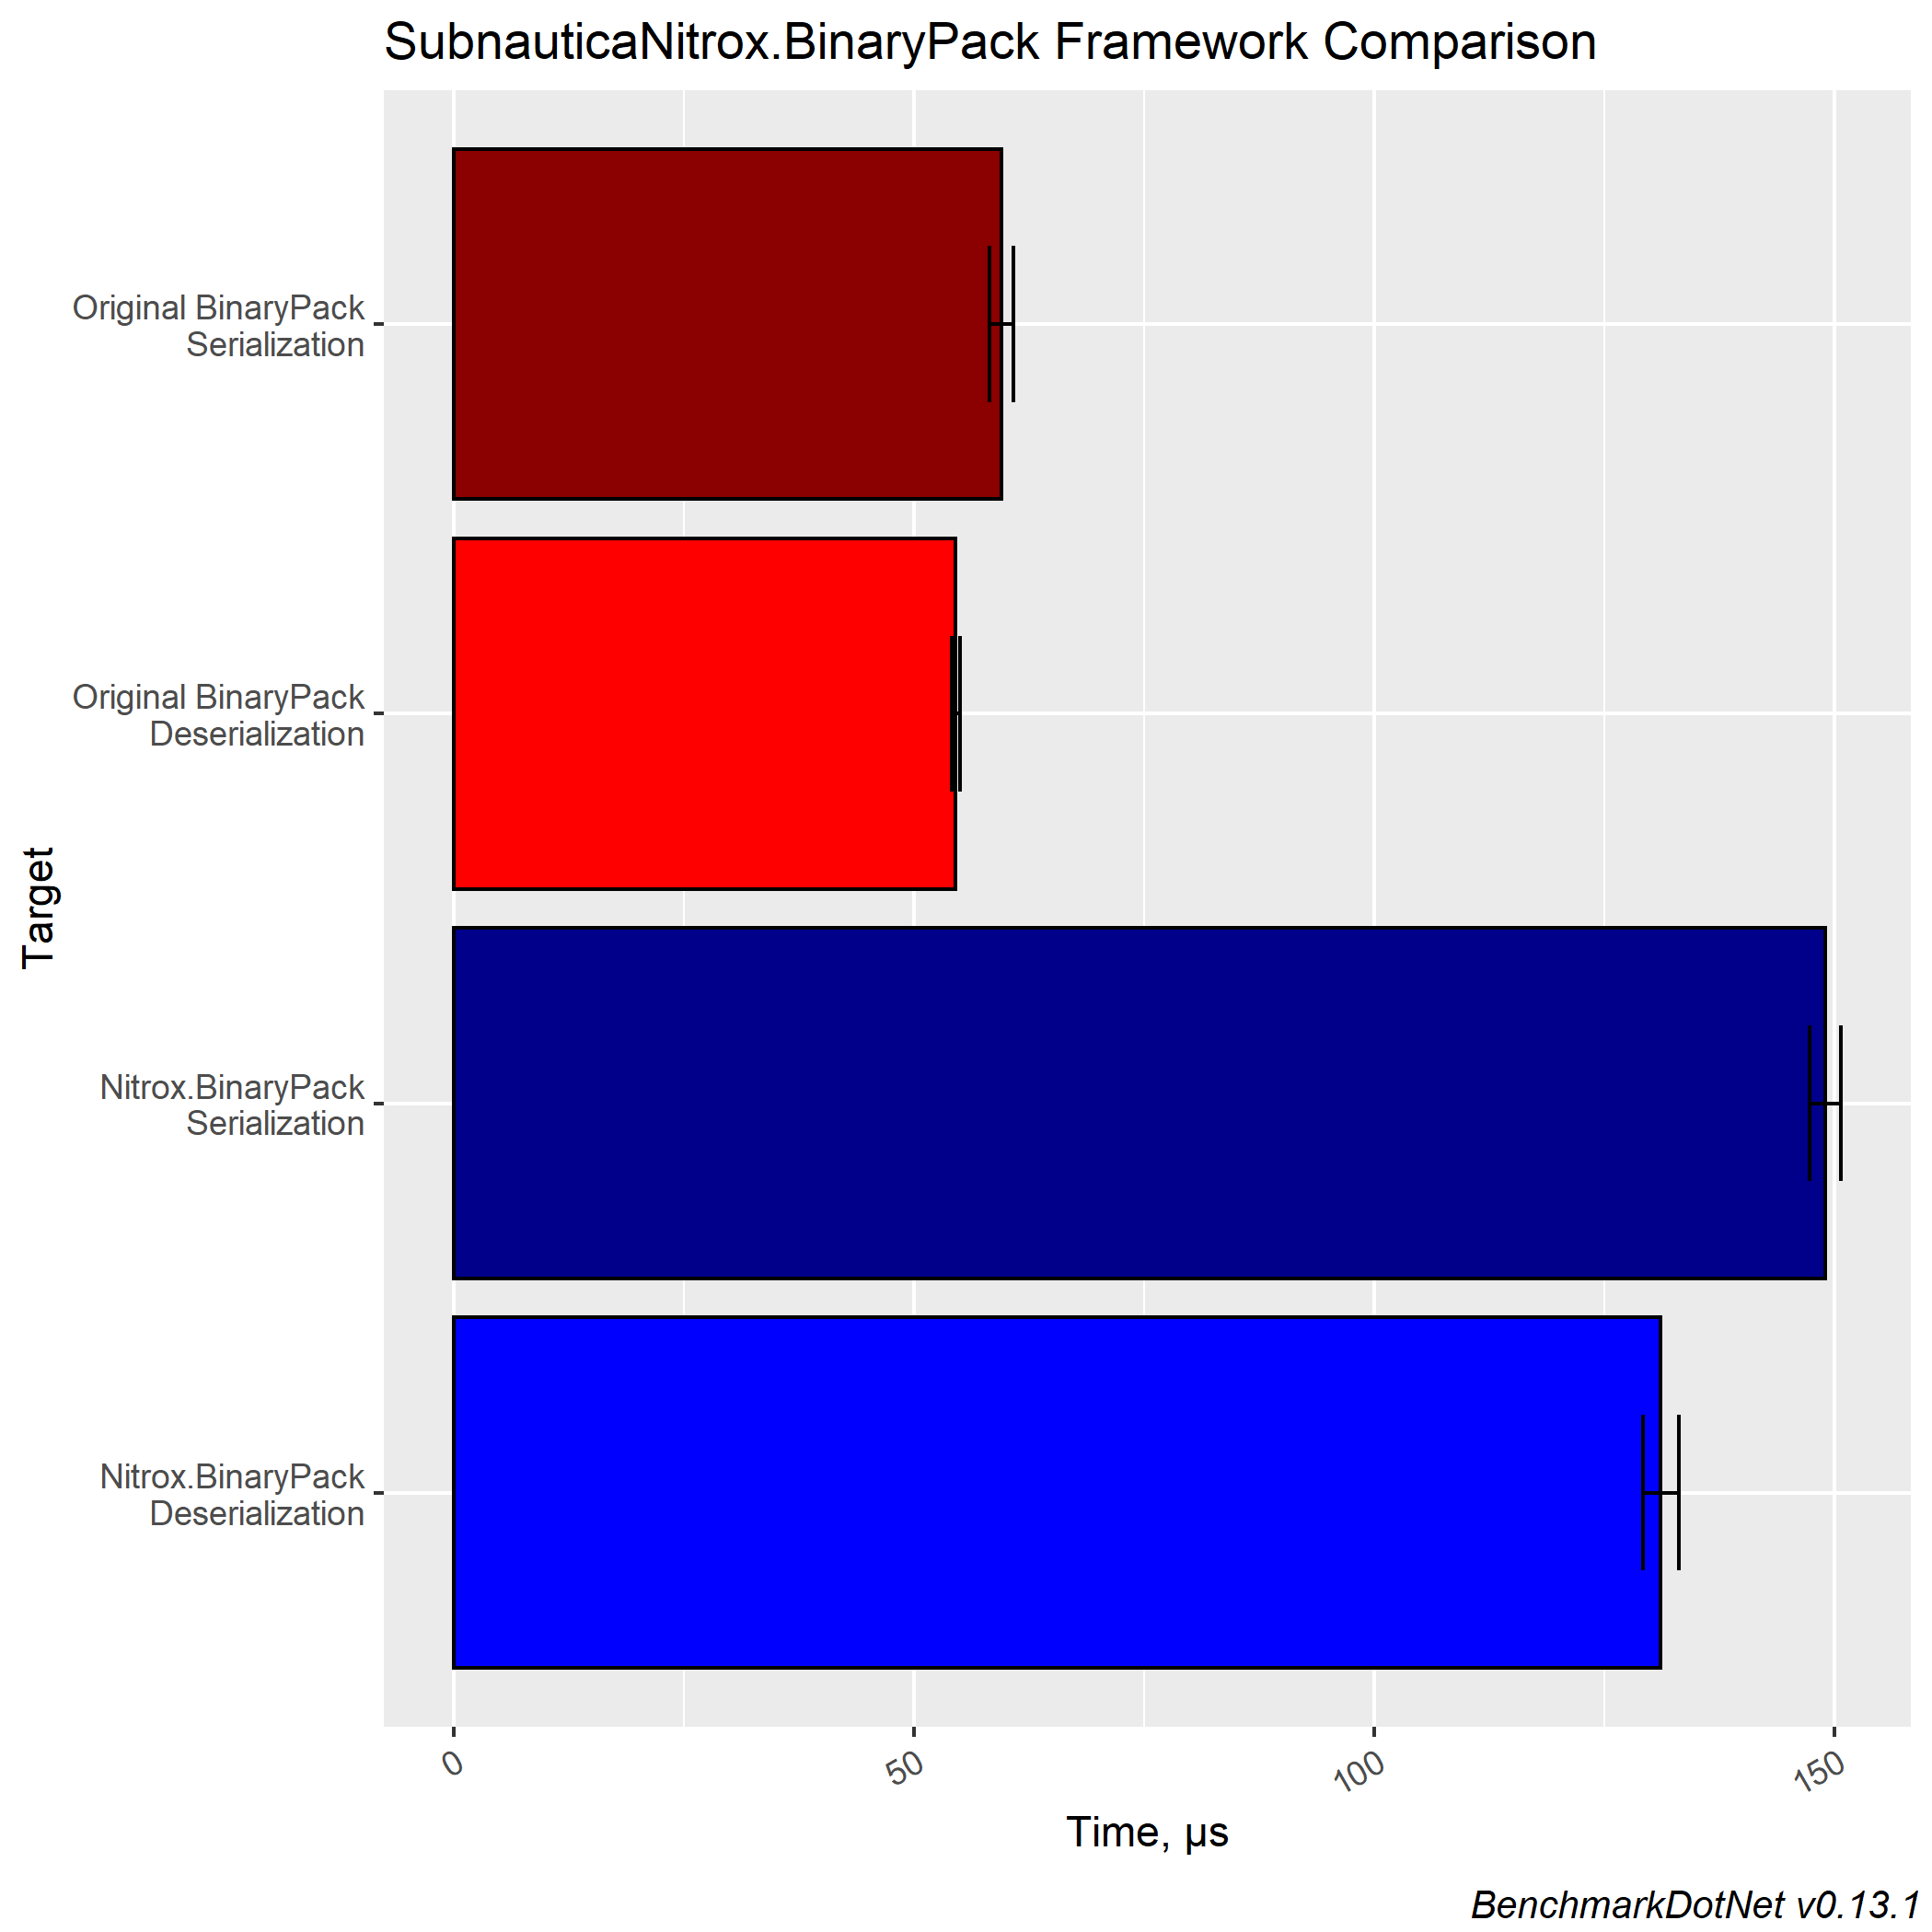 SubnauticaNitrox.BinaryPack Framework Comparison
Original BinaryPack
Serialization
Original BinaryPack
Deserialization
Target
Nitrox.BinaryPack
Serialization
Nitrox.BinaryPack
Deserialization
0
50
100
150
Time, µs
BenchmarkDotNet v0.13.1